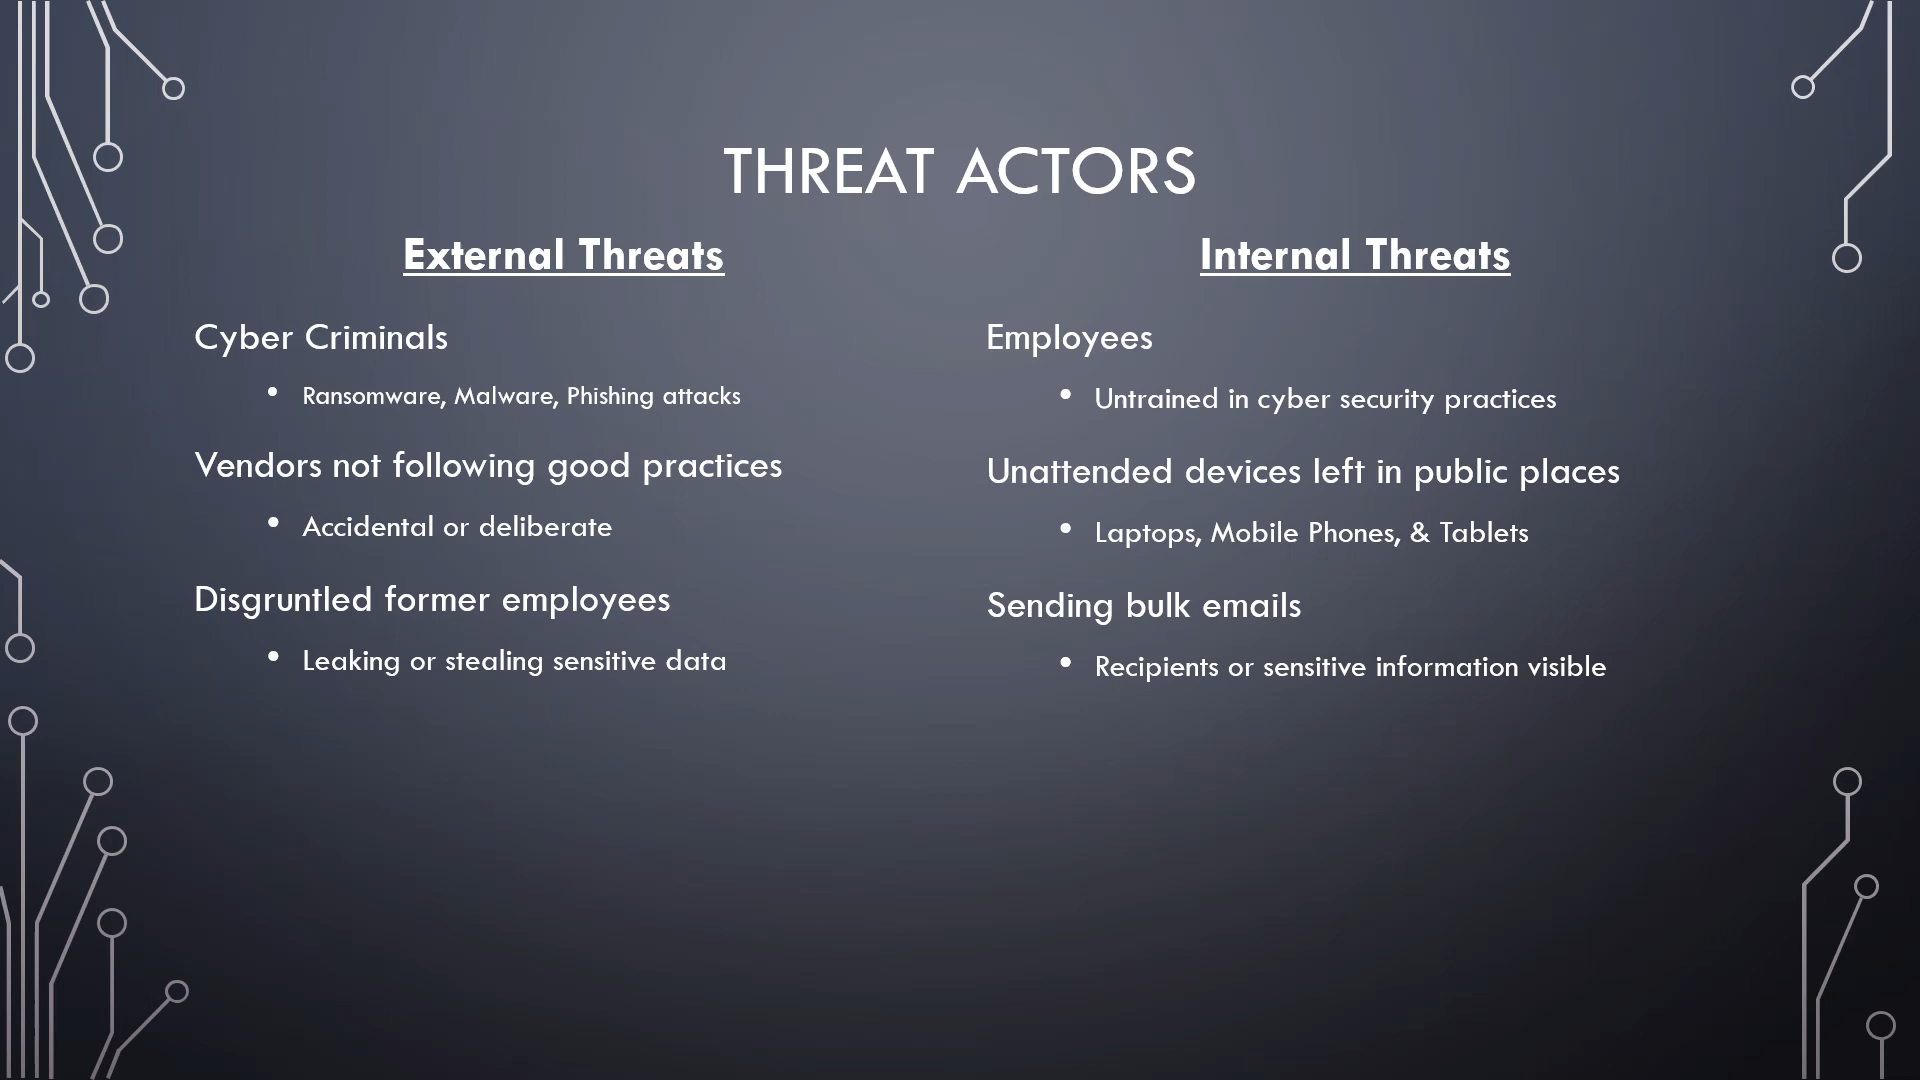 THREAT ACTORS
External Threats
Cyber Criminals
• Ransomware, Malware, Phishing attacks
Vendors not following good practices
• Accidental or deliberate
Disgruntled former employees
• Leaking or stealing sensitive data
Internal Threats
Employees
• Untrained in cyber security practices
Unattended devices left in public places
• Laptops, Mobile Phones, & Tablets
Sending bulk emails
• Recipients or sensitive information visible